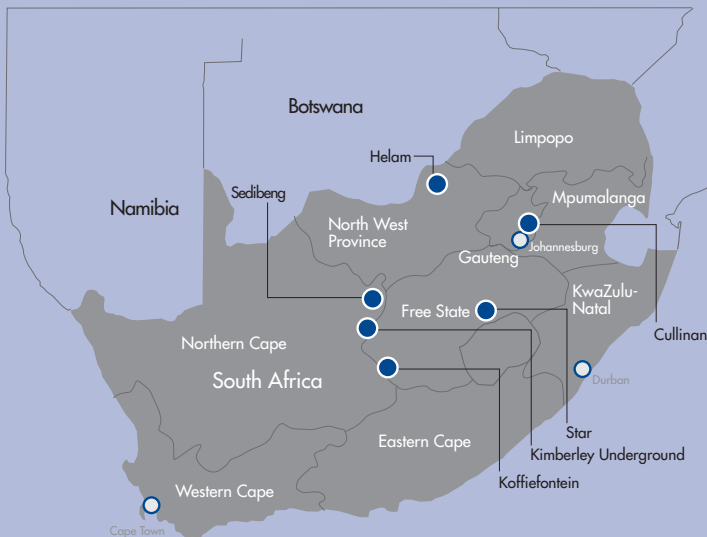 Botswana
Limpopo
Helam
Sedibeng
Mpumalanga
Namibia
North West
Province
Johannesburg
Gauteng
KwaZulu-
Natal
Free State
Cullinan
Northern Cape
South Africa
Durban
Star
Eastern Cape
Kimberley Underground
Koffiefontein
Western Cape
Cape Town